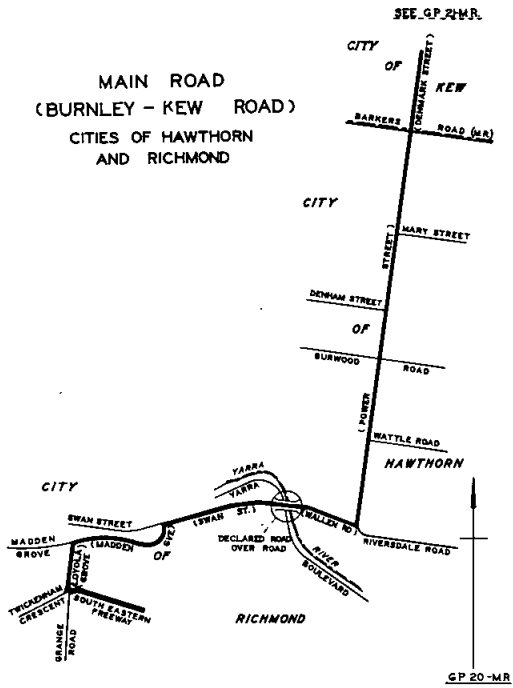 SEE GP 21-MR.
CITY
OF
KEW
(DENMARK STREET)
MAIN ROAD
(BURNLEY - KEW ROAD)
CITIES OF HAWTHORN
AND RICHMOND
BARKERS ROAD (M.R)
CITY
MARY STREET
STREET)
DENHAM STREET
OF
BURWOOD ROAD
(POWER
WATTLE ROAD
HAWTHORN
YARRA
YARRA
CITY
SWAN STREET
(SWAN ST.)
(WALLEN RD)
MADDEN
GROVE
(MADDEN
GVE)
OF
DECLARED ROAD
OVER ROAD
RIVERSDALE ROAD
RIVER
BOULEVARD
LOYOLA
GROVE
TWICKENHAM
CRESCENT
SOUTH EASTERN
FREEWAY
RICHMOND
GRANGE
ROAD
GP 20-MR